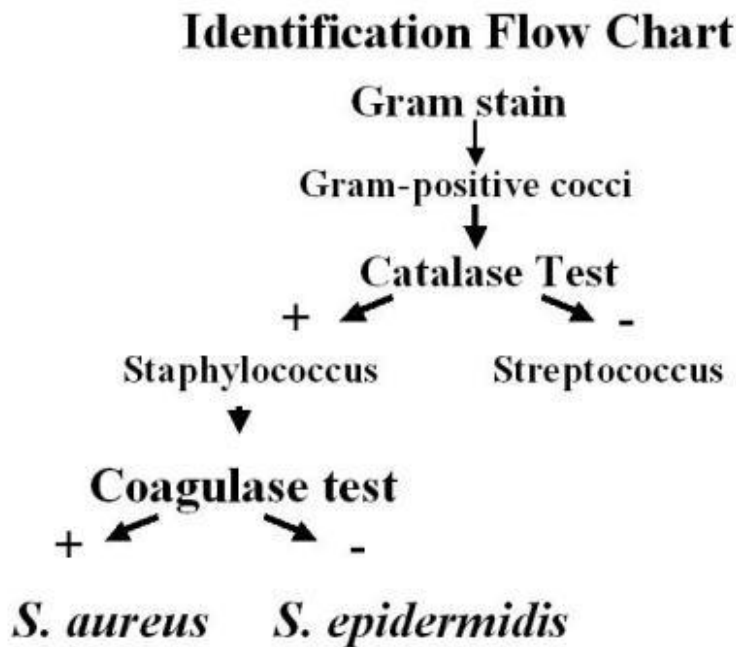 Identification Flow Chart
Gram stain
Gram-positive cocci
Catalase Test
+ -
Staphylococcus Streptococcus
Coagulase test
+ -
S. aureus S. epidermidis